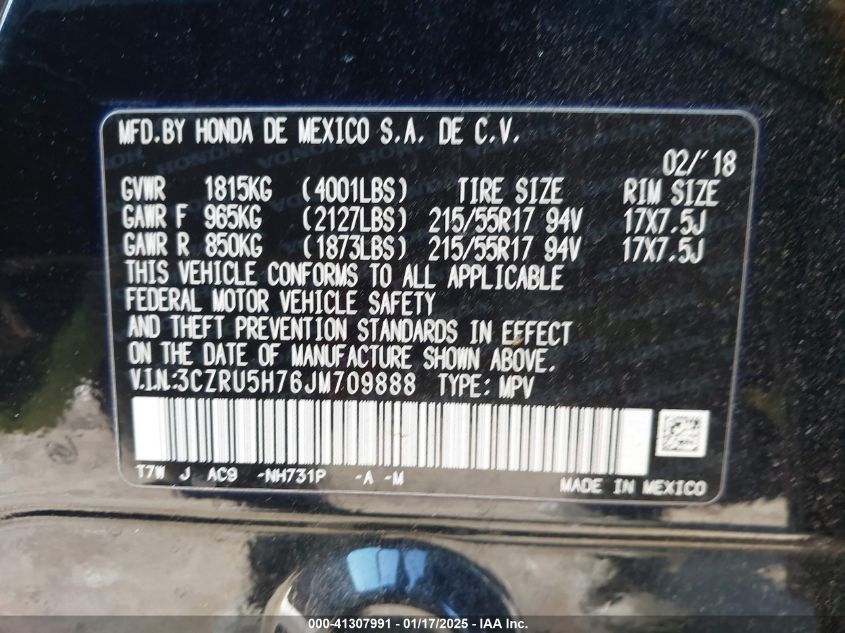 MFD.BY HONDA DE MEXICO S.A. DE C.V.
02/'18
GVWR 1815KG (4001LBS) TIRE SIZE RIM SIZE
GAWR F 965KG (2127LBS) 215/55R17 94V 17X7.5J
GAWR R 850KG (1873LBS) 215/55R17 94V 17X7.5J
THIS VEHICLE CONFORMS TO ALL APPLICABLE
FEDERAL MOTOR VEHICLE SAFETY
AND THEFT PREVENTION STANDARDS IN EFFECT
ON THE DATE OF MANUFACTURE SHOWN ABOVE.
V.I.N:3CZRU5H76JM709888 TYPE: MPV
T7W J AC9 -NH731P -A -M
MADE IN MEXICO
000-41307991 - 01/17/2025 - IAA Inc.